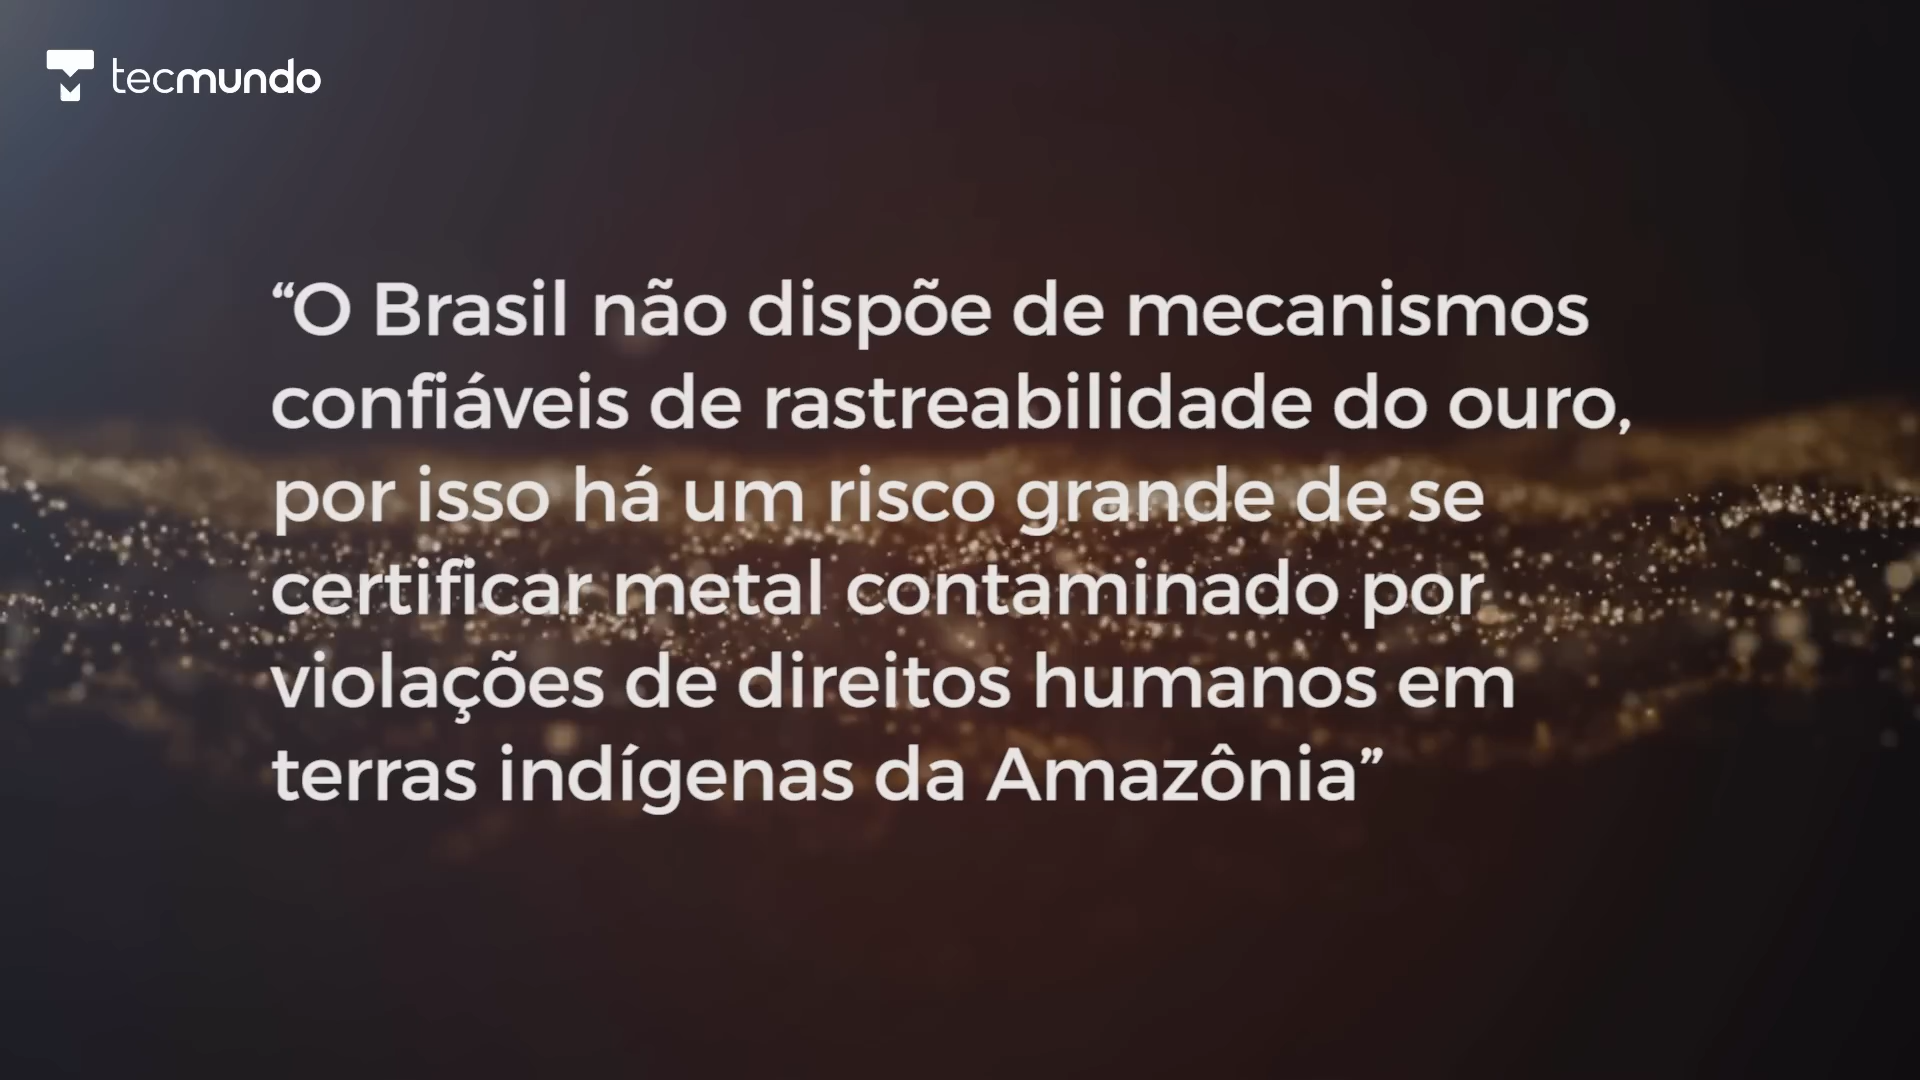 tecmundo
“O Brasil não dispõe de mecanismos
confiáveis de rastreabilidade do ouro,
por isso há um risco grande de se
certificar metal contaminado por
violações de direitos humanos em
terras indígenas da Amazônia”